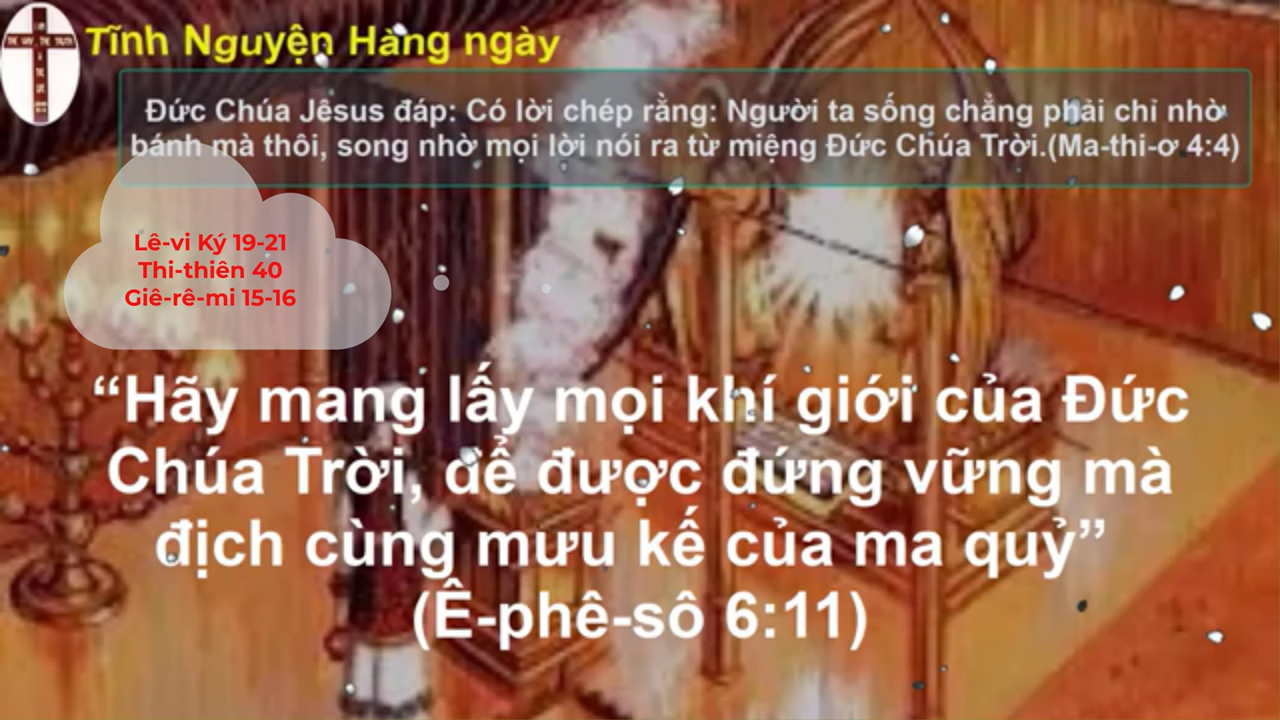 Tĩnh Nguyện Hàng ngày
Đức Chúa Jêsus đáp: Có lời chép rằng: Người ta sống chẳng phải chỉ nhờ
bánh mà thôi, song nhờ mọi lời nói ra từ miệng Đức Chúa Trời.(Ma-thi-ơ 4:4)
Lê-vi Ký 19-21
Thi-thiên 40
Giê-rê-mi 15-16
“Hãy mang lấy mọi khí giới của Đức
Chúa Trời, để được đứng vững mà
địch cùng mưu kế của ma quỷ”
(Ê-phê-sô 6:11)